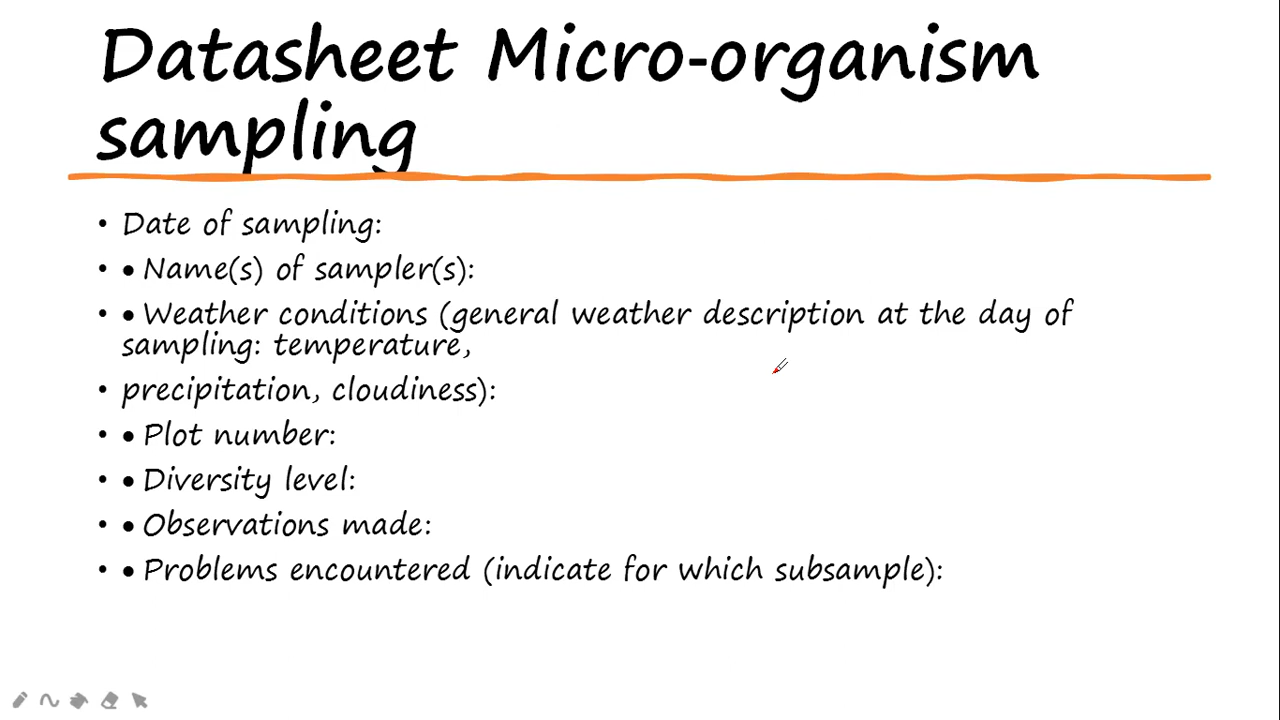 Datasheet Micro-organism
sampling
• Date of sampling:
• • Name(s) of sampler(s):
• • Weather conditions (general weather description at the day of
sampling: temperature,
• precipitation, cloudiness):
• • Plot number:
• • Diversity level:
• • Observations made:
• • Problems encountered (indicate for which subsample):